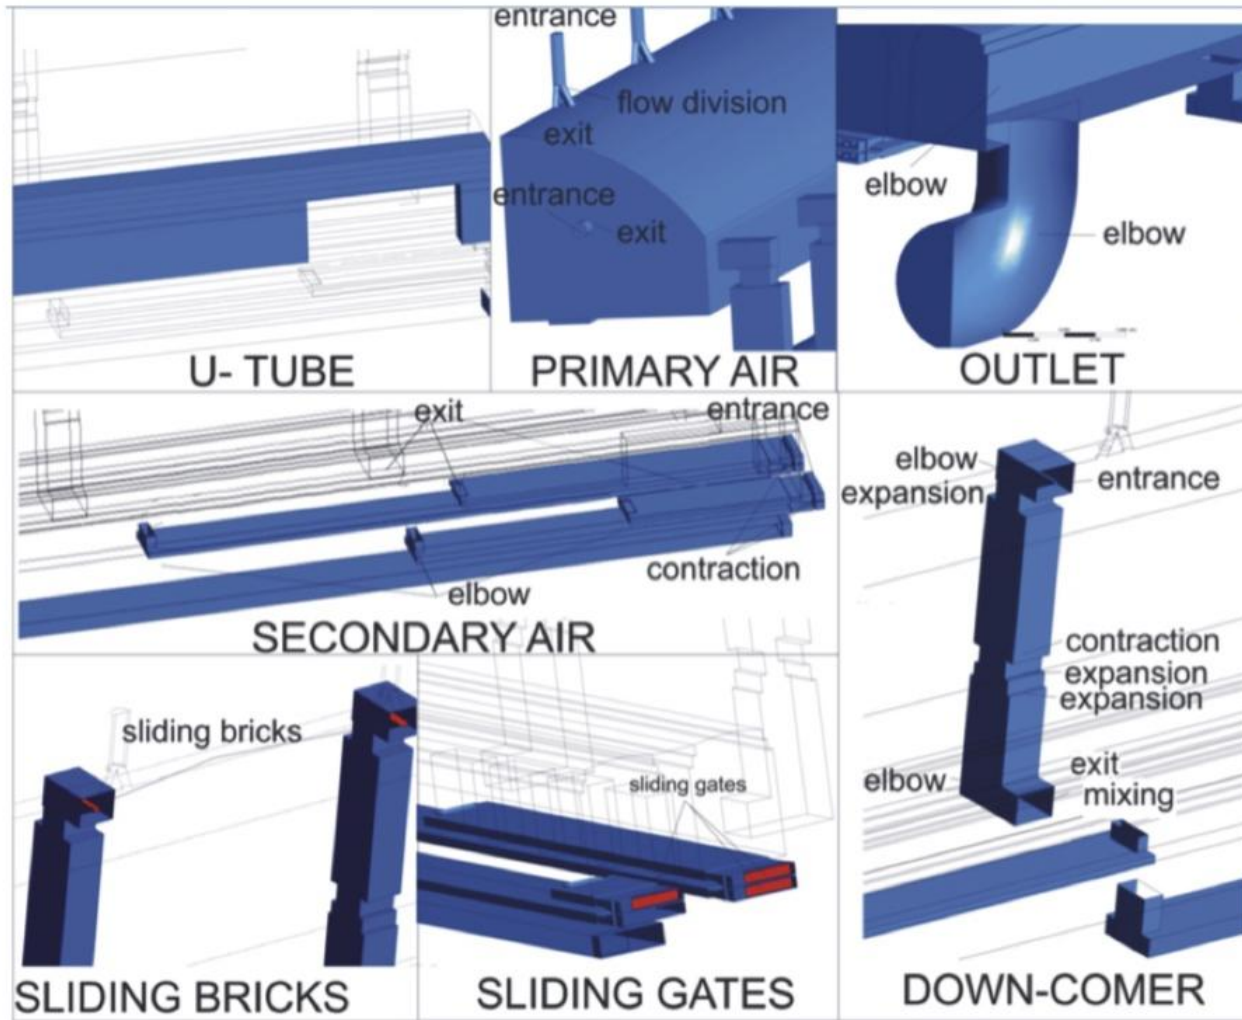 U- TUBE
entrance
flow division
exit
entrance
exit
PRIMARY AIR
elbow
elbow
OUTLET
exit
entrance
contraction
elbow
SECONDARY AIR
sliding bricks
SLIDING BRICKS
sliding gates
SLIDING GATES
elbow
expansion
entrance
contraction
expansion
expansion
elbow
exit
mixing
DOWN-COMER